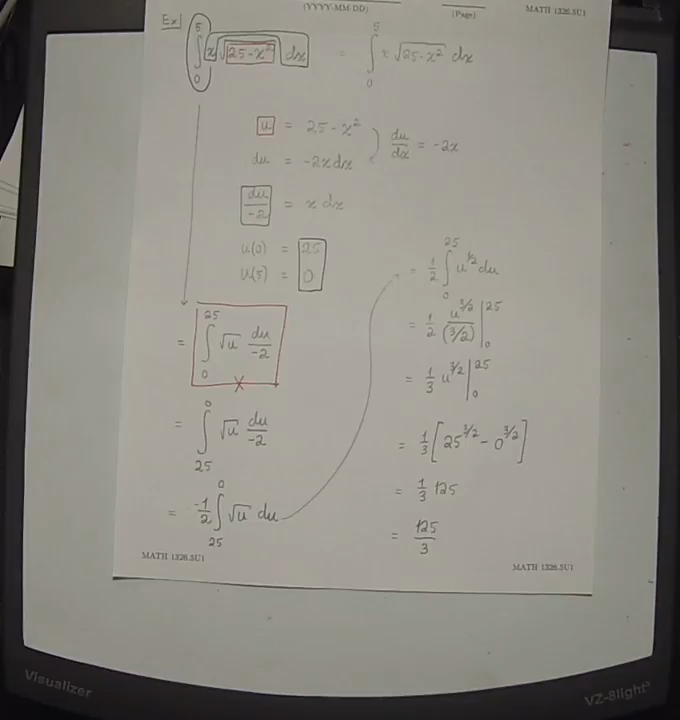 (YYYY-MM-DD)
(Page)
MATH 1326.5U1
Ex|
∫₀⁵ x √(25-x²) dx = ∫₀⁵ x √(25-x²) dx
u = 25-x²
du = -2x dx
du/dx = -2x
du/-2 = x dx
u(0) = 25
u(5) = 0
= ∫₀²⁵ √u du/-2
X
= ∫₂₅⁰ √u du/-2
= -1/2 ∫₂₅⁰ √u du
= 1/2 ∫₀²⁵ u^(1/2) du
= 1/2 u^(3/2)/(3/2) |₀²⁵
= 1/3 u^(3/2) |₀²⁵
= 1/3 [25^(3/2) - 0^(3/2)]
= 1/3 125
= 125/3
MATH 1326.5U1
MATH 1326.5U1
Visualizer
VZ-8light³